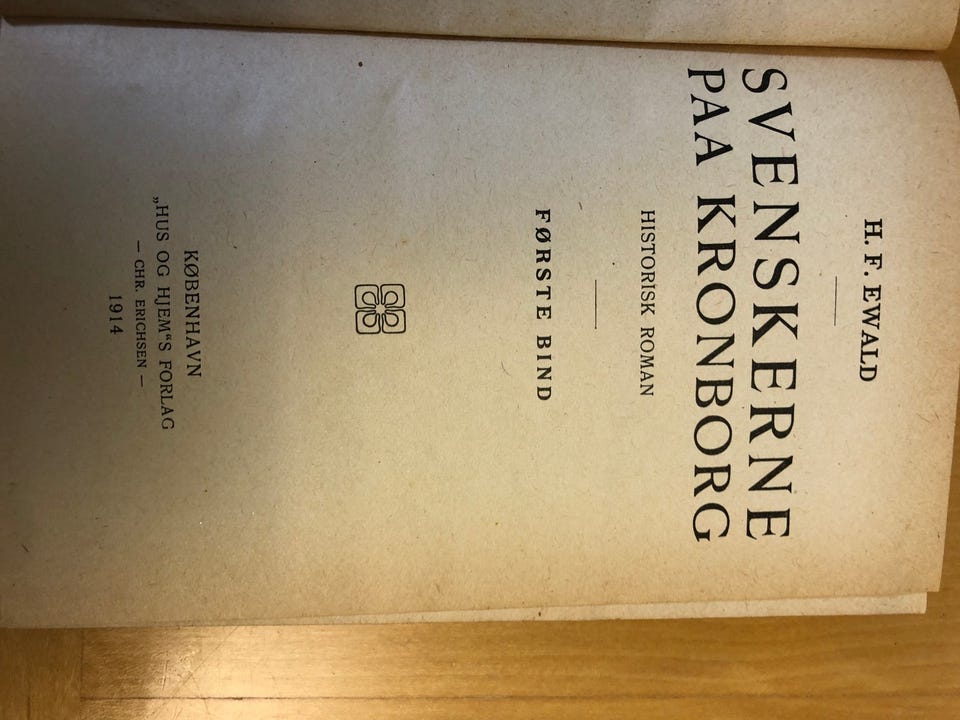 H. F. EWALD
SVENSKERNE
PAA KRONBORG
HISTORISK ROMAN
FØRSTE BIND
KØBENHAVN
„HUS OG HJEM“S FORLAG
— CHR. ERICHSEN —
1914